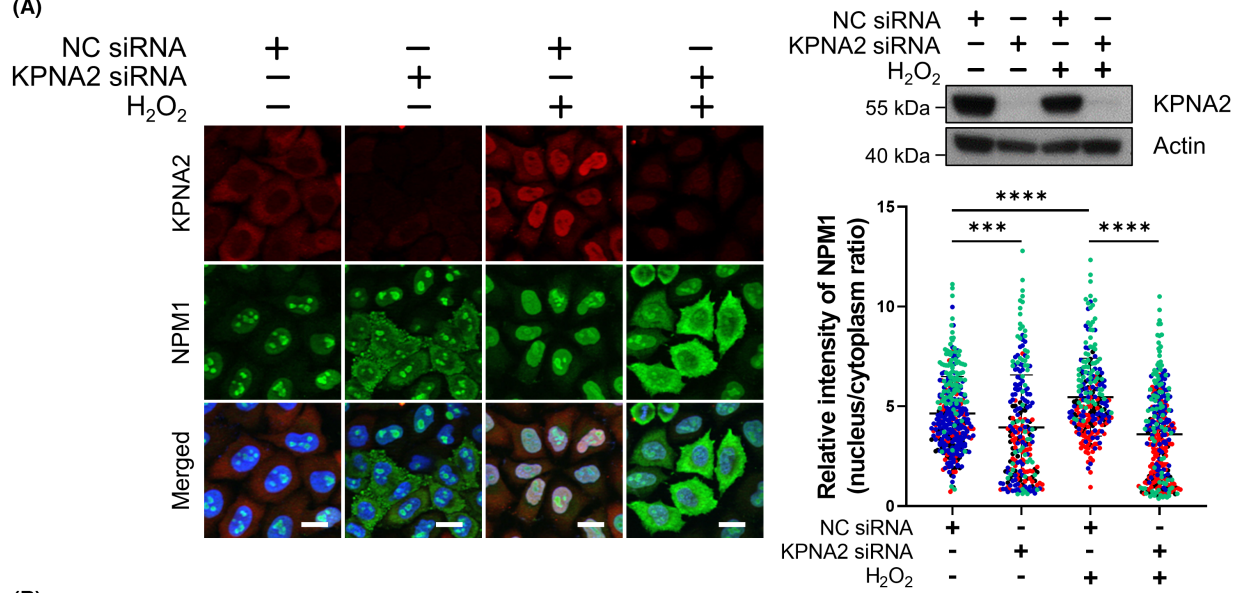 (A)
NC siRNA + − + −
KPNA2 siRNA − + − +
H₂O₂ − − + +
KPNA2
NPM1
Merged
NC siRNA + − + −
KPNA2 siRNA − + − +
H₂O₂ − − + +
55 kDa
KPNA2
40 kDa
Actin
Relative intensity of NPM1
(nucleus/cytoplasm ratio)
15
10
5
0
****
*** ****
NC siRNA + - + -
KPNA2 siRNA - + - +
H₂O₂ - - + +